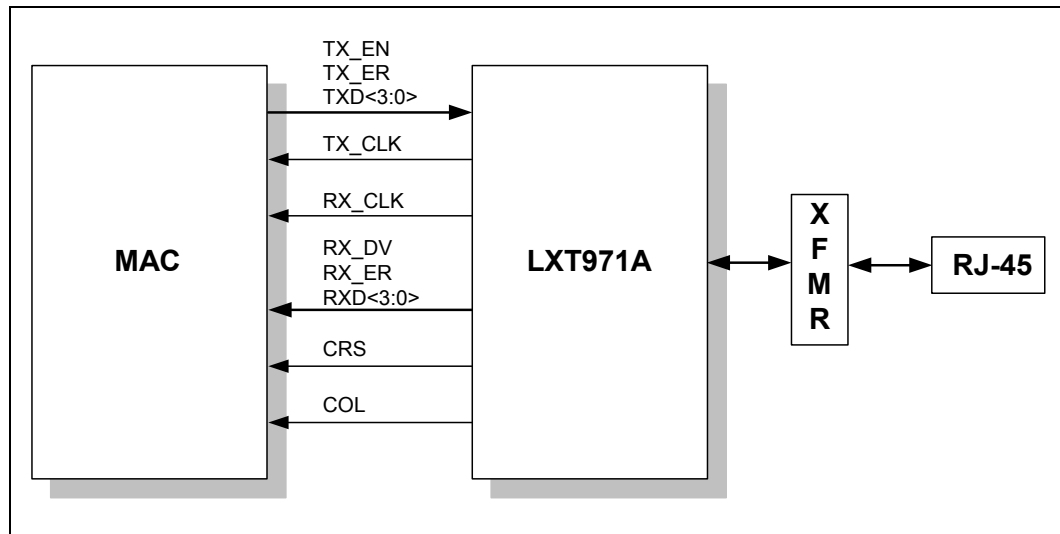 TX_EN
TX_ER
TXD<3:0>
TX_CLK
RX_CLK
RX_DV
RX_ER
RXD<3:0>
CRS
COL
MAC
LXT971A
X
F
M
R
RJ-45